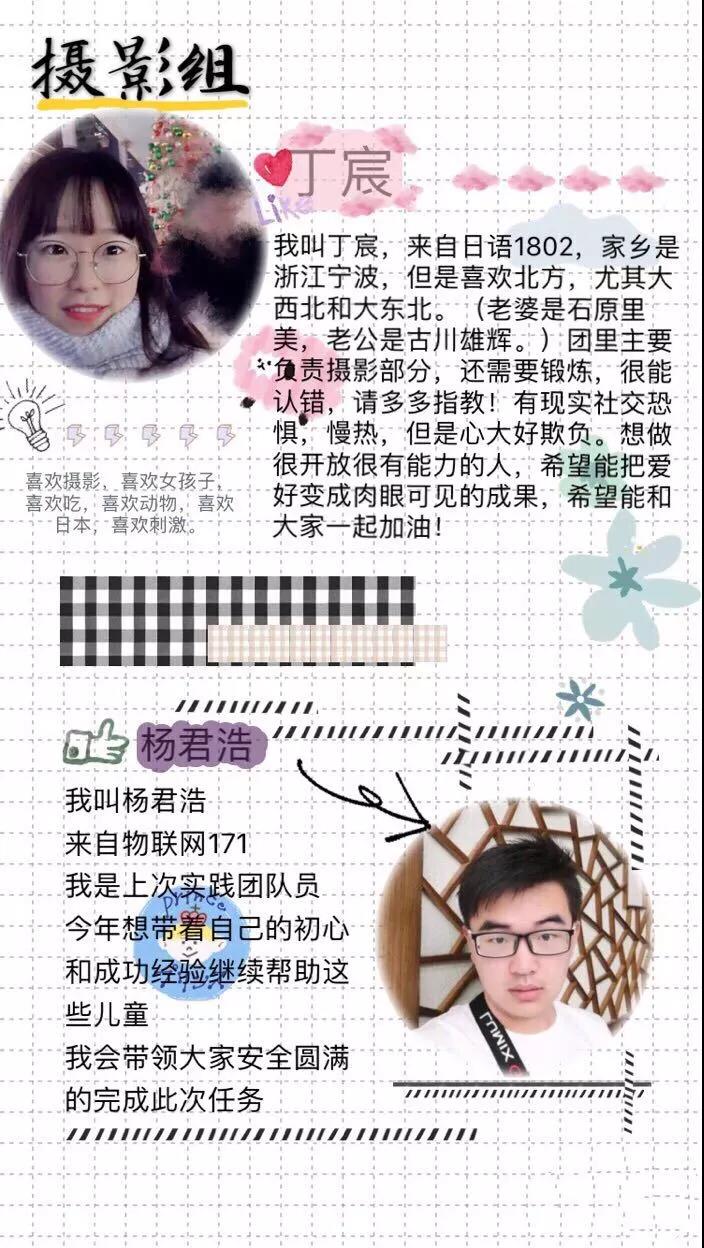 摄影组
丁宸
Like
我叫丁宸，来自日语1802，家乡是
浙江宁波，但是喜欢北方，尤其大
西北和大东北。（老婆是石原里
美，老公是古川雄辉。）团里主要
负责摄影部分，还需要锻炼，很能
认错，请多多指教！有现实社交恐
惧，慢热，但是心大好欺负。想做
很开放很有能力的人，希望能把爱
好变成肉眼可见的成果，希望能和
大家一起加油！
喜欢摄影，喜欢女孩子，
喜欢吃，喜欢动物，喜欢
日本，喜欢刺激。
杨君浩
我叫杨君浩
来自物联网171
我是上次实践团队员
Prince
今年想带着自己的初心
和成功经验继续帮助这
些儿童
我会带领大家安全圆满
的完成此次任务
XIMUJ